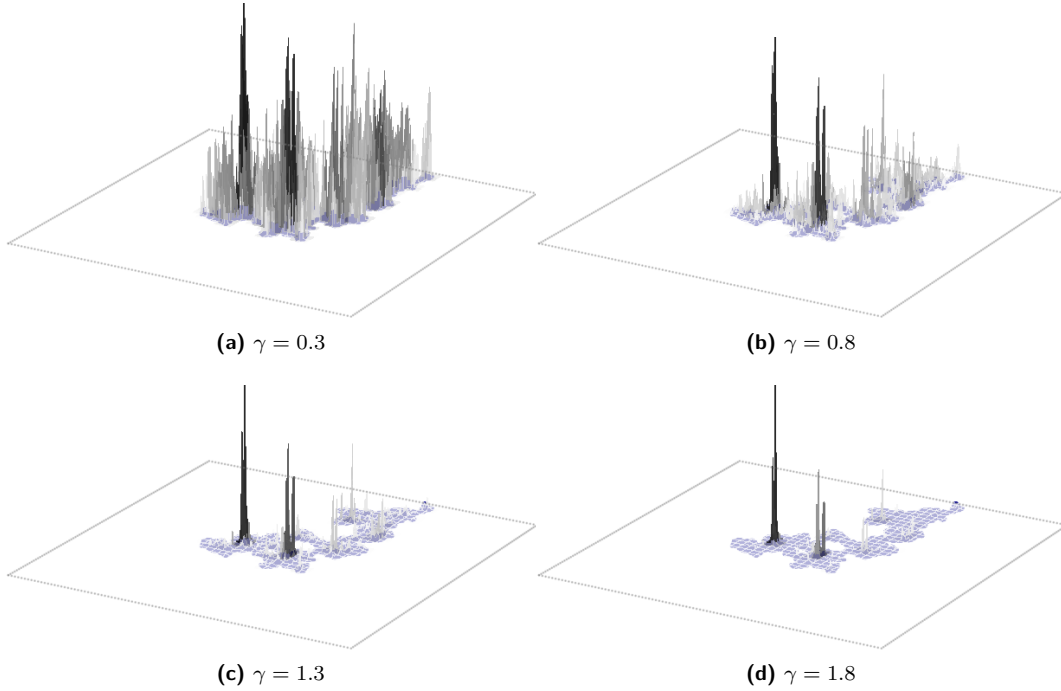 (a) γ = 0.3
(b) γ = 0.8
(c) γ = 1.3
(d) γ = 1.8